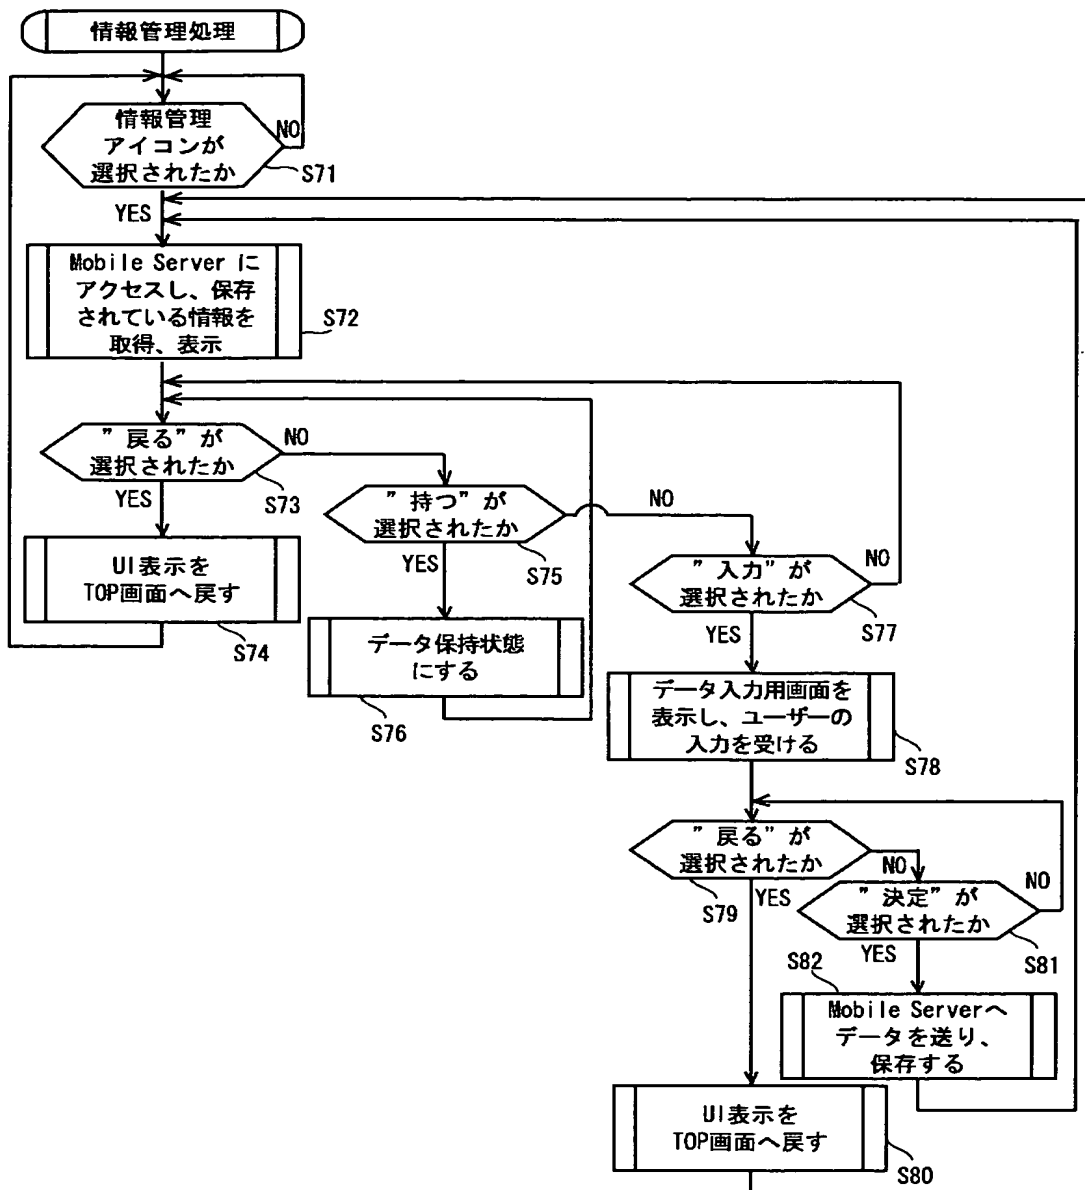 情報管理処理
情報管理
アイコンが
選択されたか
NO
S71
YES
Mobile Server に
アクセスし、保存
されている情報を
取得、表示
S72
”戻る”が
選択されたか
NO
S73
YES
UI表示を
TOP画面へ戻す
S74
”持つ”が
選択されたか
NO
S75
YES
データ保持状態
にする
S76
”入力”が
選択されたか
NO
S77
YES
データ入力用画面を
表示し、ユーザーの
入力を受ける
S78
”戻る”が
選択されたか
NO
S79
YES
”決定”が
選択されたか
NO
S81
YES
S82
Mobile Serverへ
データを送り、
保存する
UI表示を
TOP画面へ戻す
S80